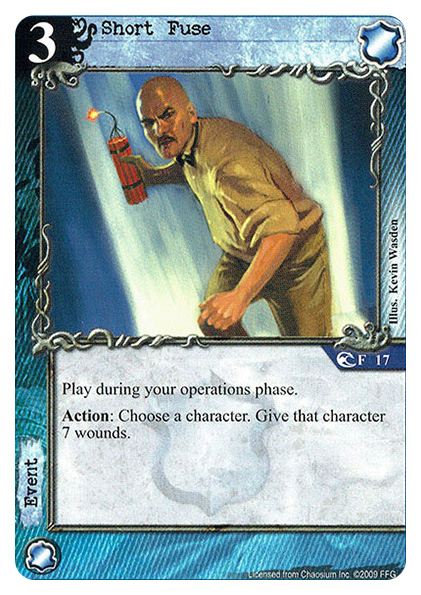 3
Short Fuse
Illus. Kevin Wasden
F 17
Play during your operations phase.
Action: Choose a character. Give that character
7 wounds.
Event
Licensed from Chaosium Inc. ©2009 FFG